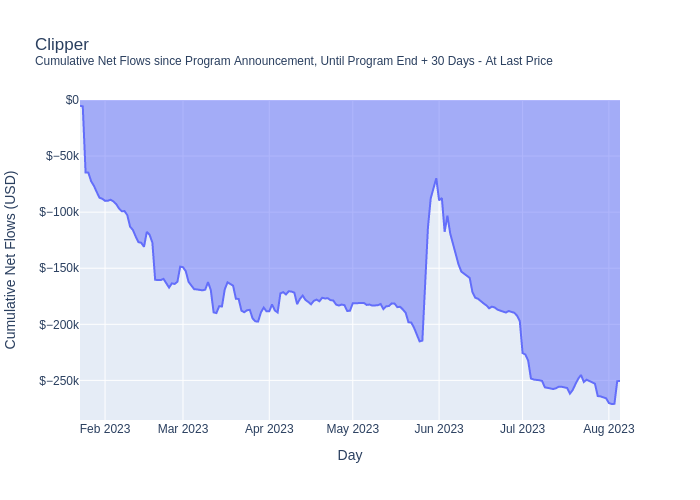 Clipper
Cumulative Net Flows since Program Announcement, Until Program End + 30 Days - At Last Price
Cumulative Net Flows (USD)
$0
$−50k
$−100k
$−150k
$−200k
$−250k
Feb 2023 Mar 2023 Apr 2023 May 2023 Jun 2023 Jul 2023 Aug 2023
Day